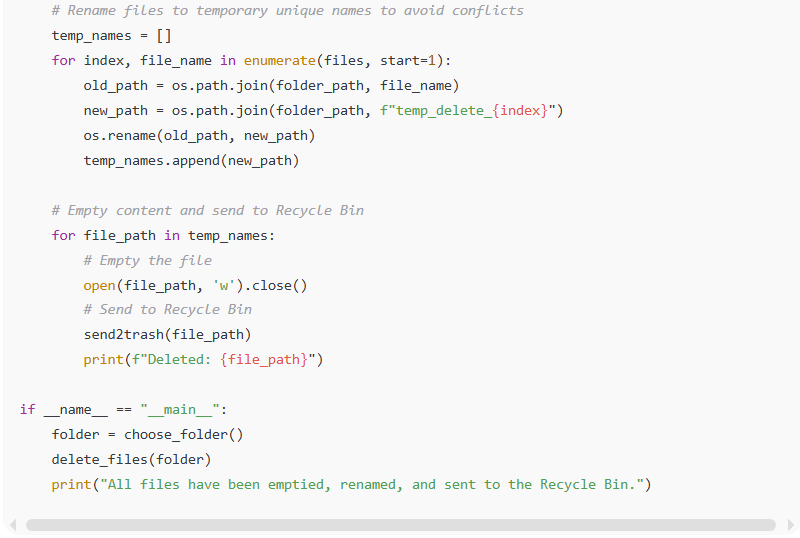 # Rename files to temporary unique names to avoid conflicts
temp_names = []
for index, file_name in enumerate(files, start=1):
old_path = os.path.join(folder_path, file_name)
new_path = os.path.join(folder_path, f"temp_delete_{index}")
os.rename(old_path, new_path)
temp_names.append(new_path)
# Empty content and send to Recycle Bin
for file_path in temp_names:
# Empty the file
open(file_path, 'w').close()
# Send to Recycle Bin
send2trash(file_path)
print(f"Deleted: {file_path}")
if __name__ == "__main__":
folder = choose_folder()
delete_files(folder)
print("All files have been emptied, renamed, and sent to the Recycle Bin.")